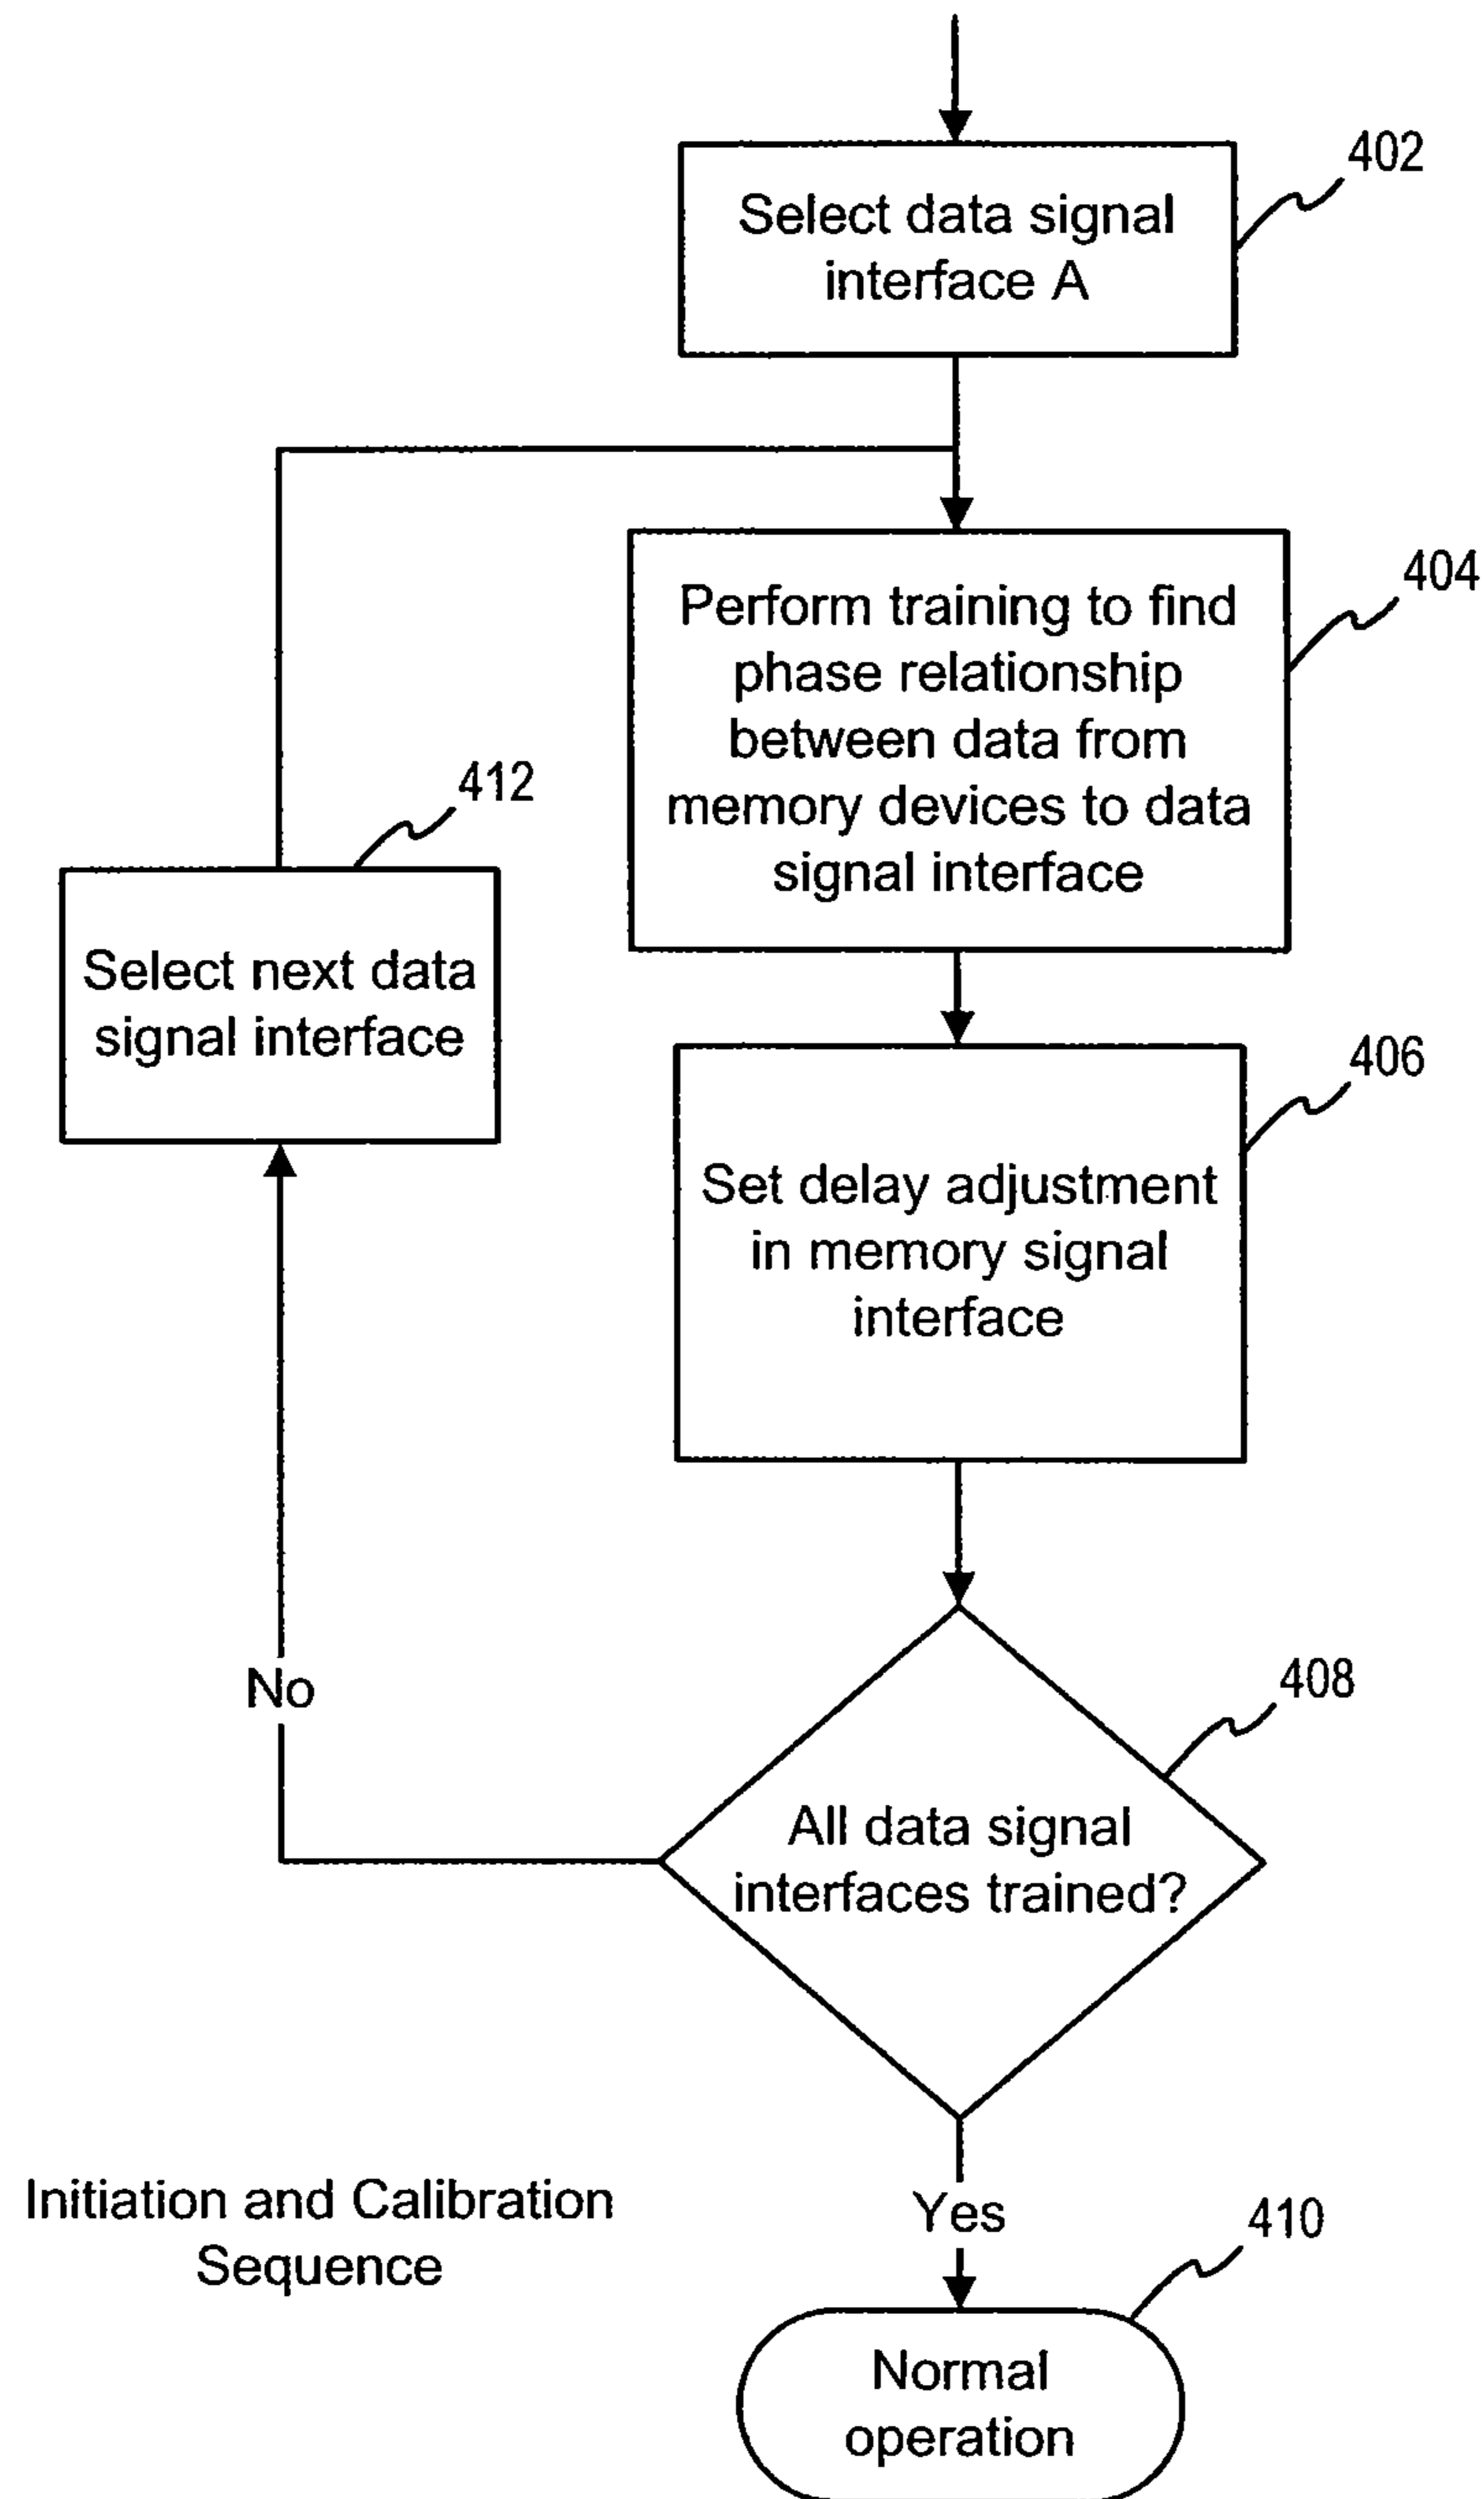 402
Select data signal
interface A
404
Perform training to find
phase relationship
between data from
memory devices to data
signal interface
412
Select next data
signal interface
406
Set delay adjustment
in memory signal
interface
No
408
All data signal
interfaces trained?
Initiation and Calibration
Sequence
Yes
410
Normal
operation